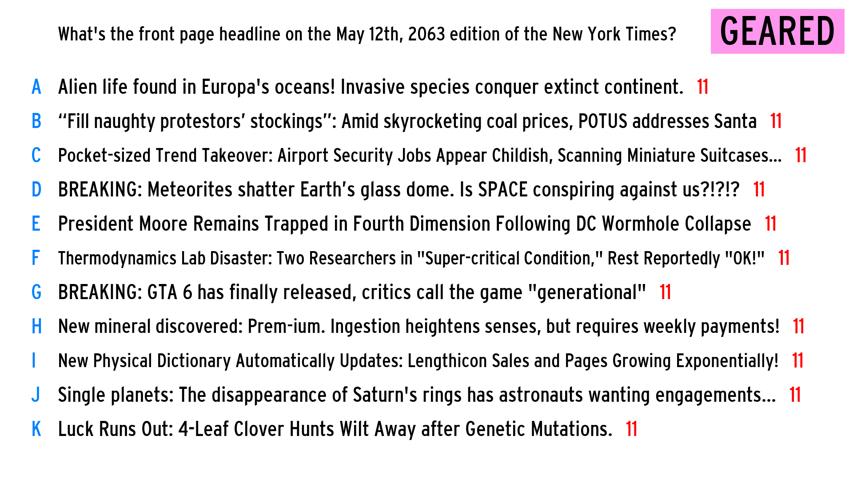 What's the front page headline on the May 12th, 2063 edition of the New York Times?
GEARED
A Alien life found in Europa's oceans! Invasive species conquer extinct continent. 11
B “Fill naughty protestors’ stockings”: Amid skyrocketing coal prices, POTUS addresses Santa 11
C Pocket-sized Trend Takeover: Airport Security Jobs Appear Childish, Scanning Miniature Suitcases... 11
D BREAKING: Meteorites shatter Earth’s glass dome. Is SPACE conspiring against us?!?!? 11
E President Moore Remains Trapped in Fourth Dimension Following DC Wormhole Collapse 11
F Thermodynamics Lab Disaster: Two Researchers in "Super-critical Condition," Rest Reportedly "OK!" 11
G BREAKING: GTA 6 has finally released, critics call the game "generational" 11
H New mineral discovered: Prem-ium. Ingestion heightens senses, but requires weekly payments! 11
I New Physical Dictionary Automatically Updates: Lengthicon Sales and Pages Growing Exponentially! 11
J Single planets: The disappearance of Saturn's rings has astronauts wanting engagements... 11
K Luck Runs Out: 4-Leaf Clover Hunts Wilt Away after Genetic Mutations. 11